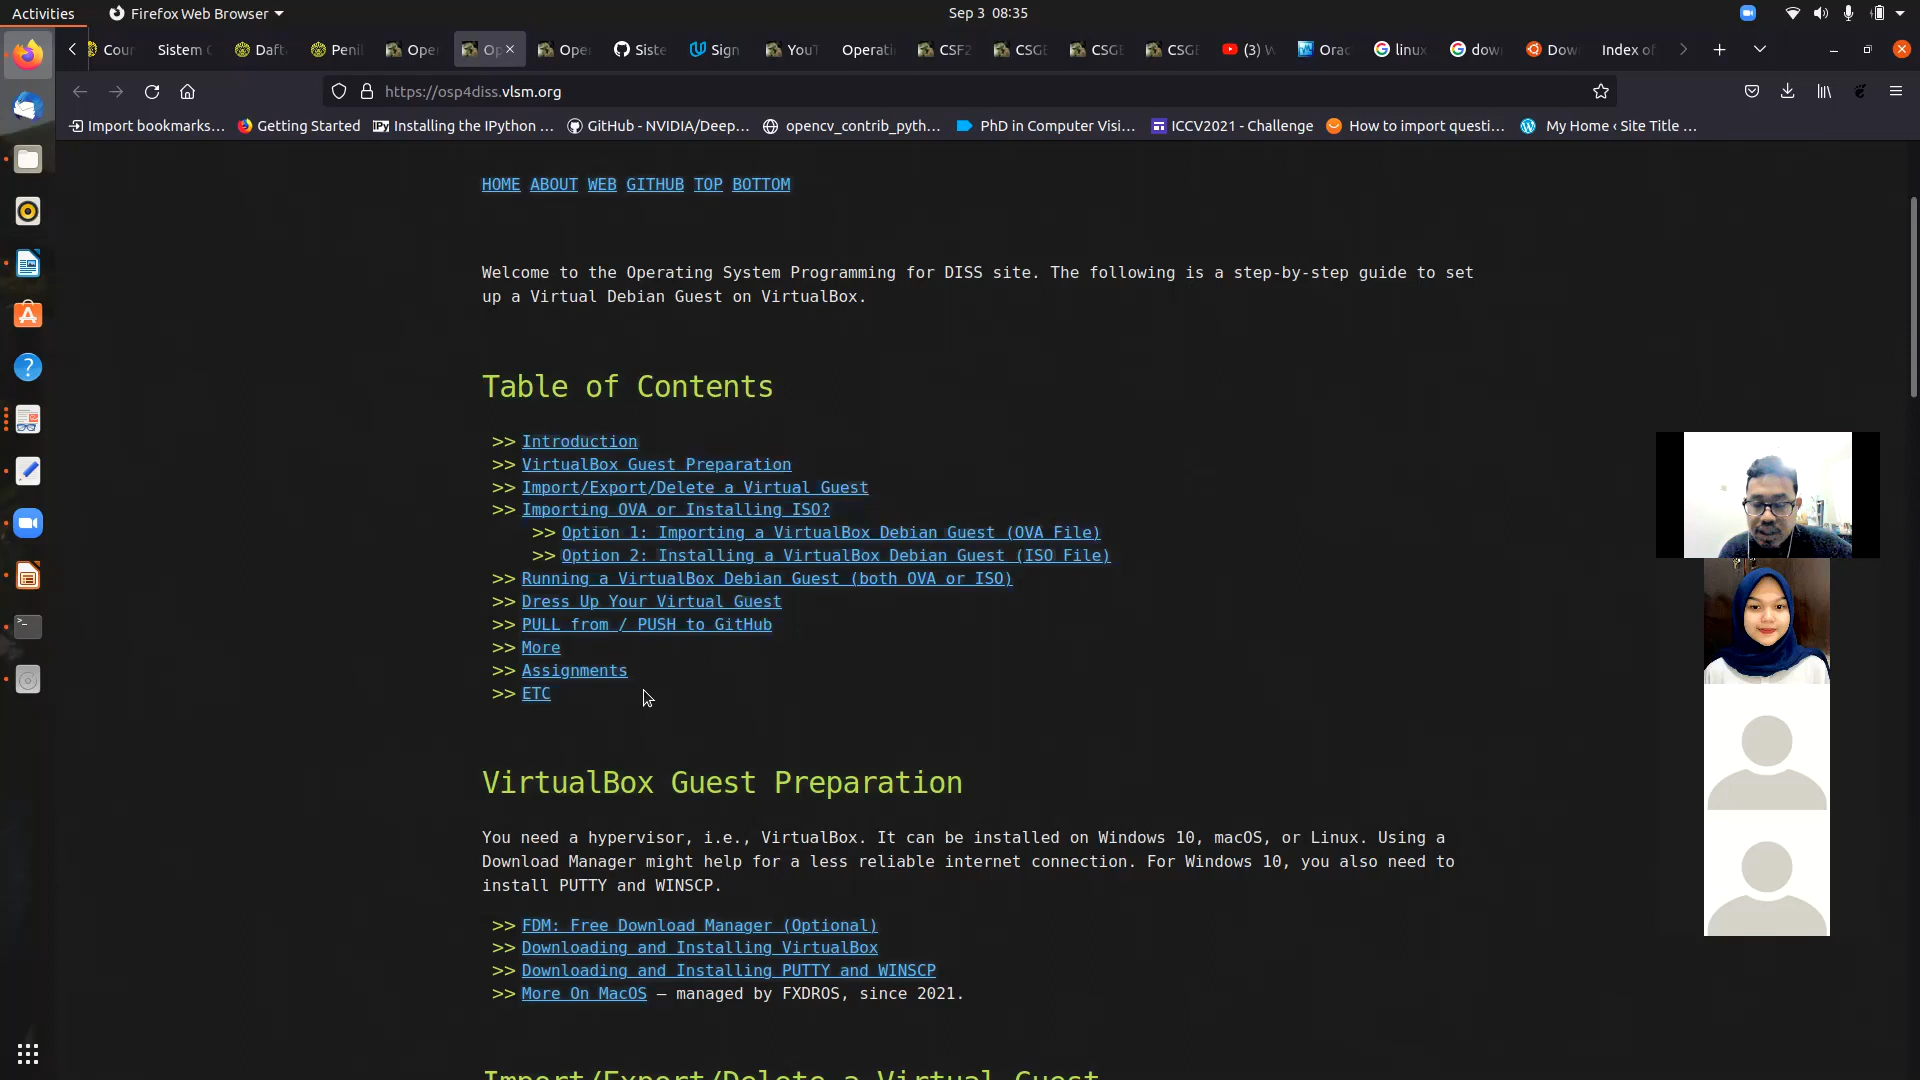 Activities
Firefox Web Browser
Sep 3 08:35
Cour
Sistem
Daft
Peni
Oper
Op
Ope
Siste
Sign
YouT
Operati
CSF2
CSGE
CSGE
CSGE
(3) W
Orac
linux
dow
Dow
Index of
https://osp4diss.vlsm.org
Import bookmarks...
Getting Started
Installing the IPython ...
GitHub - NVIDIA/Deep...
opencv_contrib_pyth...
PhD in Computer Visi...
ICCV2021 - Challenge
How to import questi...
My Home ‹ Site Title ...
HOME ABOUT WEB GITHUB TOP BOTTOM
Welcome to the Operating System Programming for DISS site. The following is a step-by-step guide to set
up a Virtual Debian Guest on VirtualBox.
Table of Contents
>> Introduction
>> VirtualBox Guest Preparation
>> Import/Export/Delete a Virtual Guest
>> Importing OVA or Installing ISO?
>> Option 1: Importing a VirtualBox Debian Guest (OVA File)
>> Option 2: Installing a VirtualBox Debian Guest (ISO File)
>> Running a VirtualBox Debian Guest (both OVA or ISO)
>> Dress Up Your Virtual Guest
>> PULL from / PUSH to GitHub
>> More
>> Assignments
>> ETC
VirtualBox Guest Preparation
You need a hypervisor, i.e., VirtualBox. It can be installed on Windows 10, macOS, or Linux. Using a
Download Manager might help for a less reliable internet connection. For Windows 10, you also need to
install PUTTY and WINSCP.
>> FDM: Free Download Manager (Optional)
>> Downloading and Installing VirtualBox
>> Downloading and Installing PUTTY and WINSCP
>> More On MacOS — managed by FXDROS, since 2021.
Import/Export/Delete a Virtual Guest